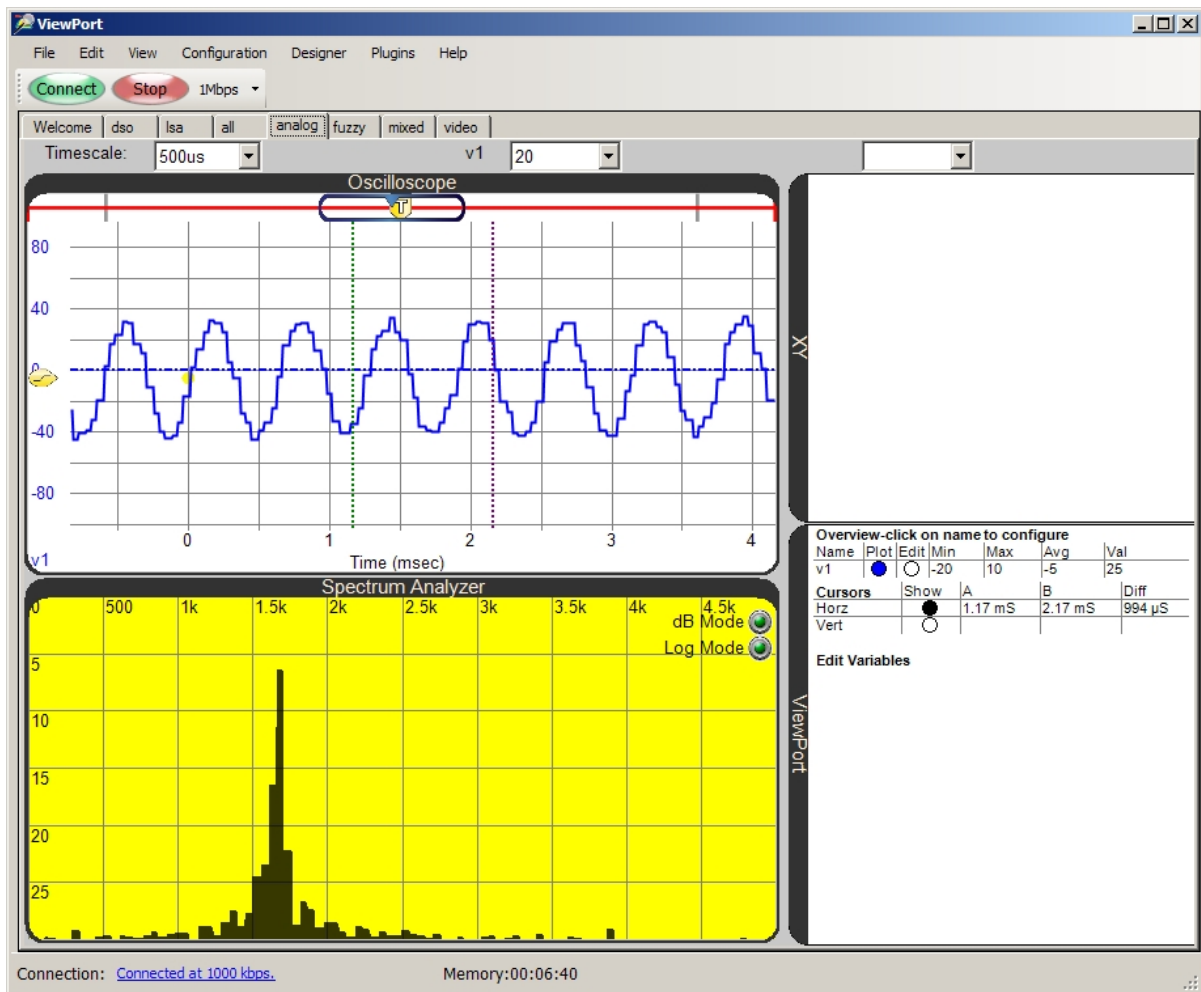 ViewPort
File Edit View Configuration Designer Plugins Help
Connect Stop 1Mbps
Welcome dso lsa all analog fuzzy mixed video
Timescale: 500us v1 20
Oscilloscope
T
80
40
0
-40
-80
0 1 2 3 4
v1 Time (msec)
XY
Spectrum Analyzer
0 500 1k 1.5k 2k 2.5k 3k 3.5k 4k 4.5k
dB Mode
Log Mode
5
10
15
20
25
ViewPort
Overview-click on name to configure
Name Plot Edit Min Max Avg Val
v1 -20 10 -5 25
Cursors Show A B Diff
Horz 1.17 mS 2.17 mS 994 µS
Vert
Edit Variables
Connection: Connected at 1000 kbps. Memory:00:06:40